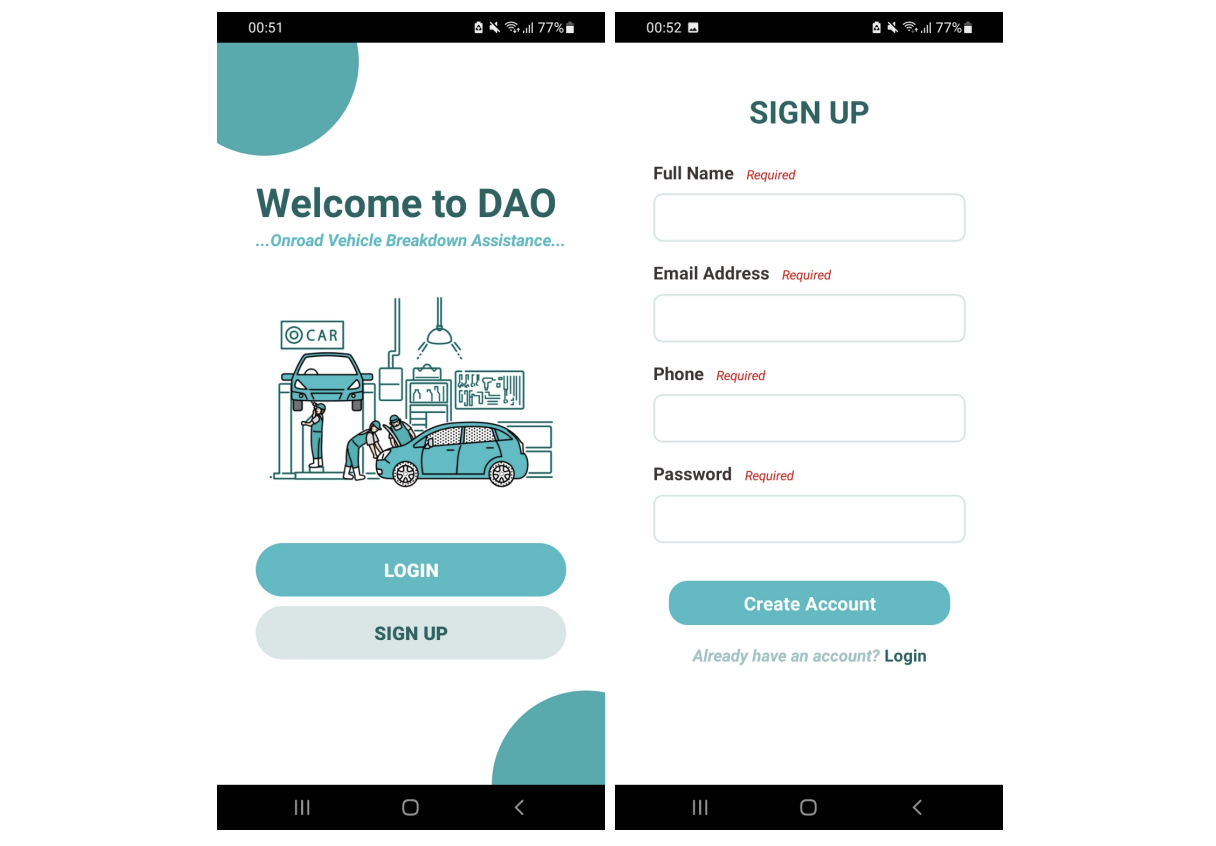 00:51
77%
Welcome to DAO
...Onroad Vehicle Breakdown Assistance...
CAR
LOGIN
SIGN UP
00:52
77%
SIGN UP
Full Name Required
Email Address Required
Phone Required
Password Required
Create Account
Already have an account? Login